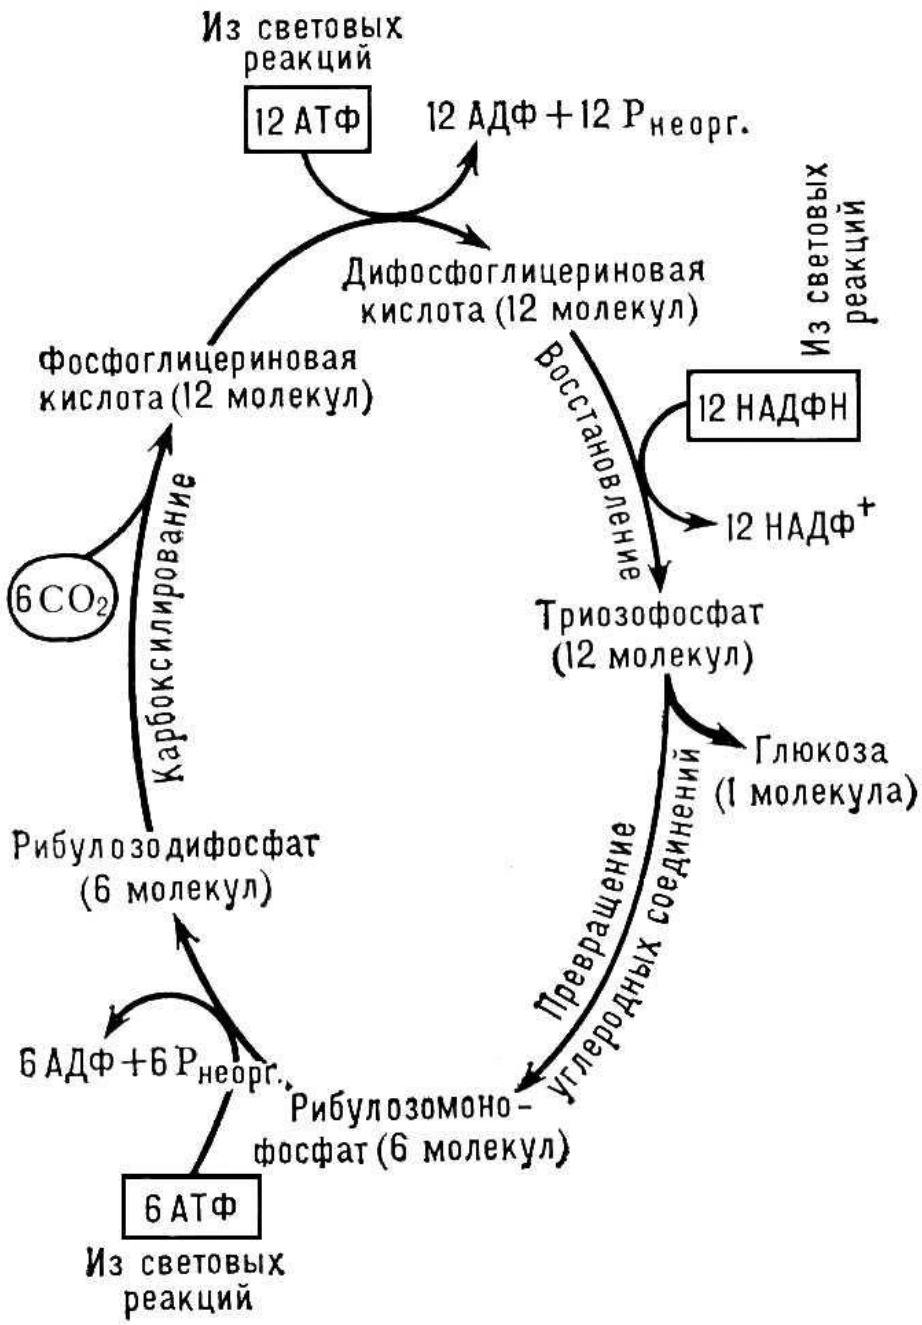 Из световых
реакций
12 АТФ
12 АДФ + 12 Рнеорг.
Из световых
реакций
Дифосфоглицериновая
кислота (12 молекул)
Фосфоглицериновая
кислота (12 молекул)
Восстановление
12 НАДФН
12 НАДФ⁺
Карбоксилирование
6CO₂
Триозофосфат
(12 молекул)
Глюкоза
(1 молекула)
Превращение
углеродных соединений
Рибулозодифосфат
(6 молекул)
6 АДФ+6 Рнеорг.
Рибулозомоно-
фосфат (6 молекул)
6 АТФ
Из световых
реакций